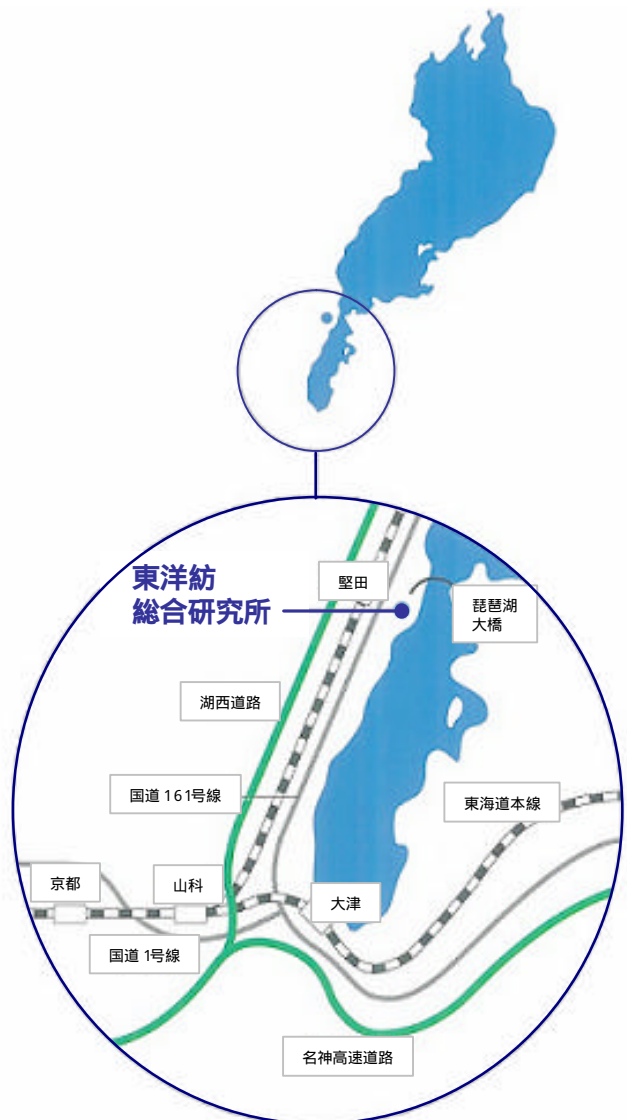 東洋紡
総合研究所
堅田
琵琶湖
大橋
湖西道路
国道161号線
東海道本線
京都
山科
大津
国道1号線
名神高速道路